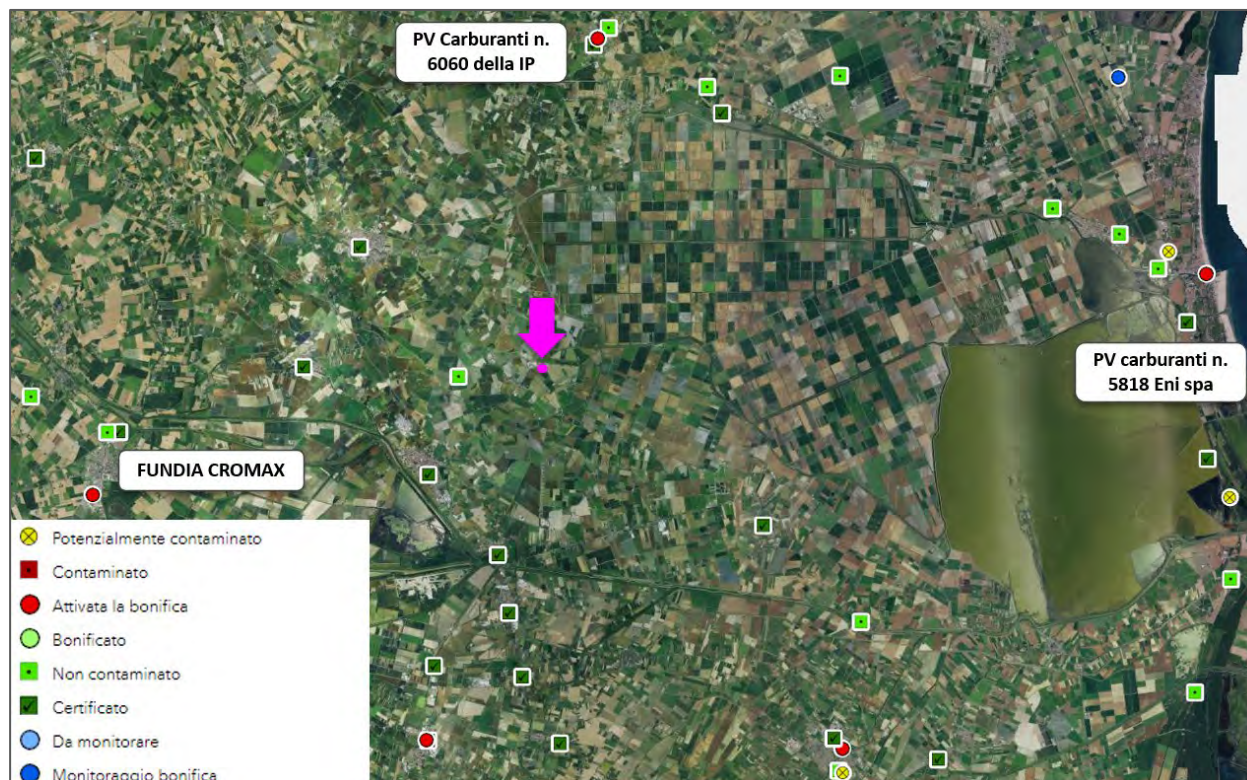 PV Carburanti n.
6060 della IP
PV carburanti n.
5818 Eni spa
FUNDIA CROMAX
Potenzialmente contaminato
Contaminato
Attivata la bonifica
Bonificato
Non contaminato
Certificato
Da monitorare
Monitoraggio bonifica